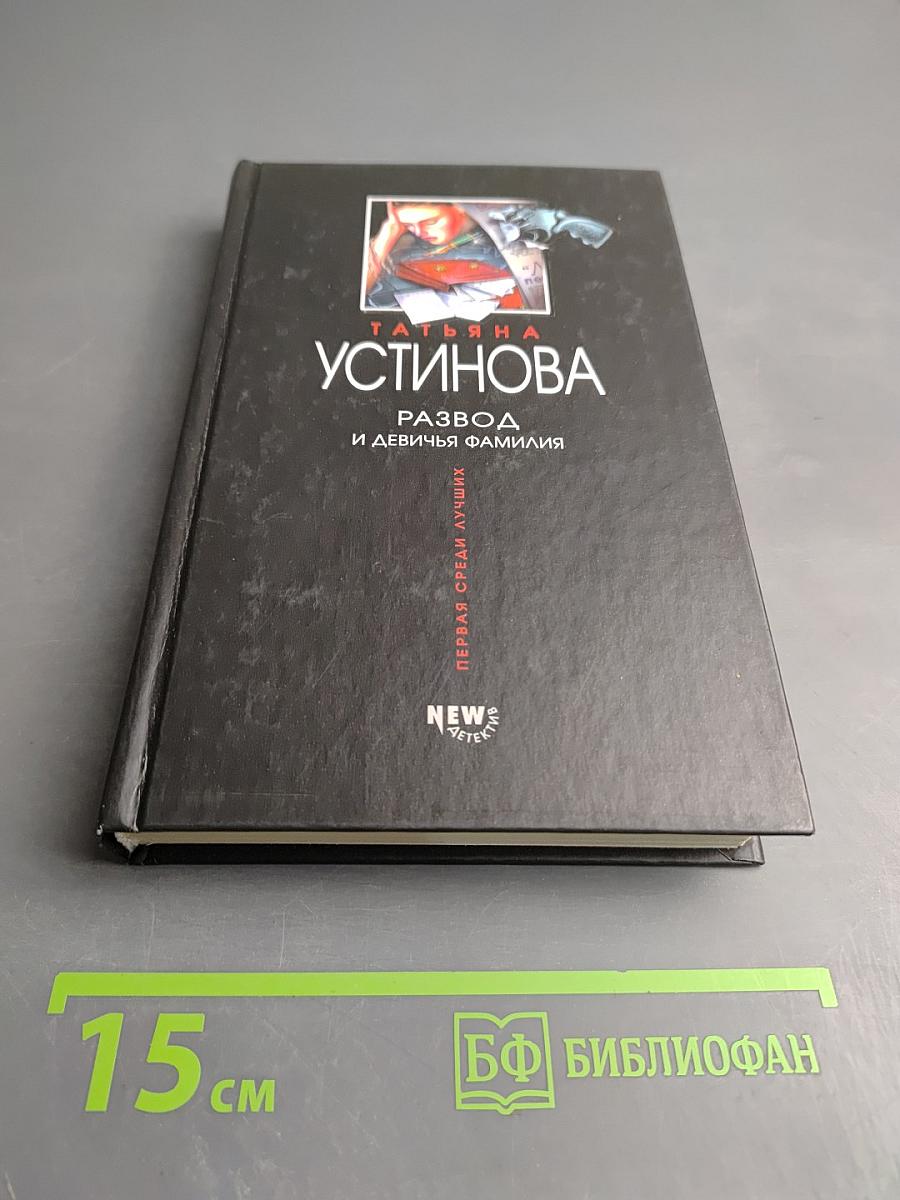 ТАТЬЯНА
УСТИНОВА
РАЗВОД
И ДЕВИЧЬЯ ФАМИЛИЯ
ПЕРВАЯ СРЕДИ ЛУЧШИХ
NEW
ДЕТЕКТИВ
15 см
БФ БИБЛИОФАН